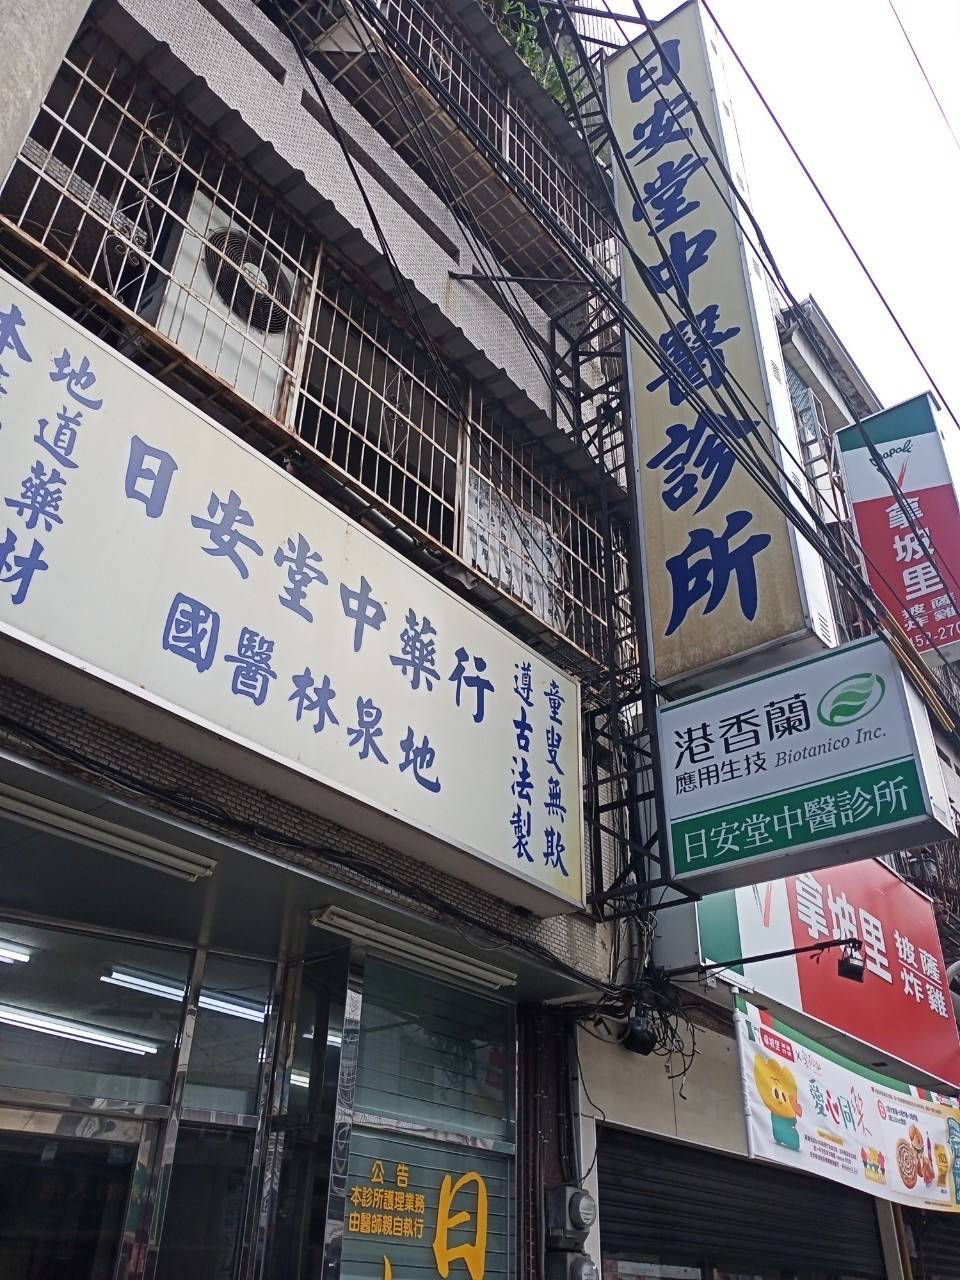 日安堂中醫診所
地道藥材
日安堂中藥行
國醫林泉地
遵古法製
童叟無欺
港香蘭
應用生技 Biotanico Inc.
日安堂中醫診所
拿坡里
披薩
炸雞
拿坡里
披薩
炸雞
愛心同
公告
本診所護理業務
由醫師親自執行
日